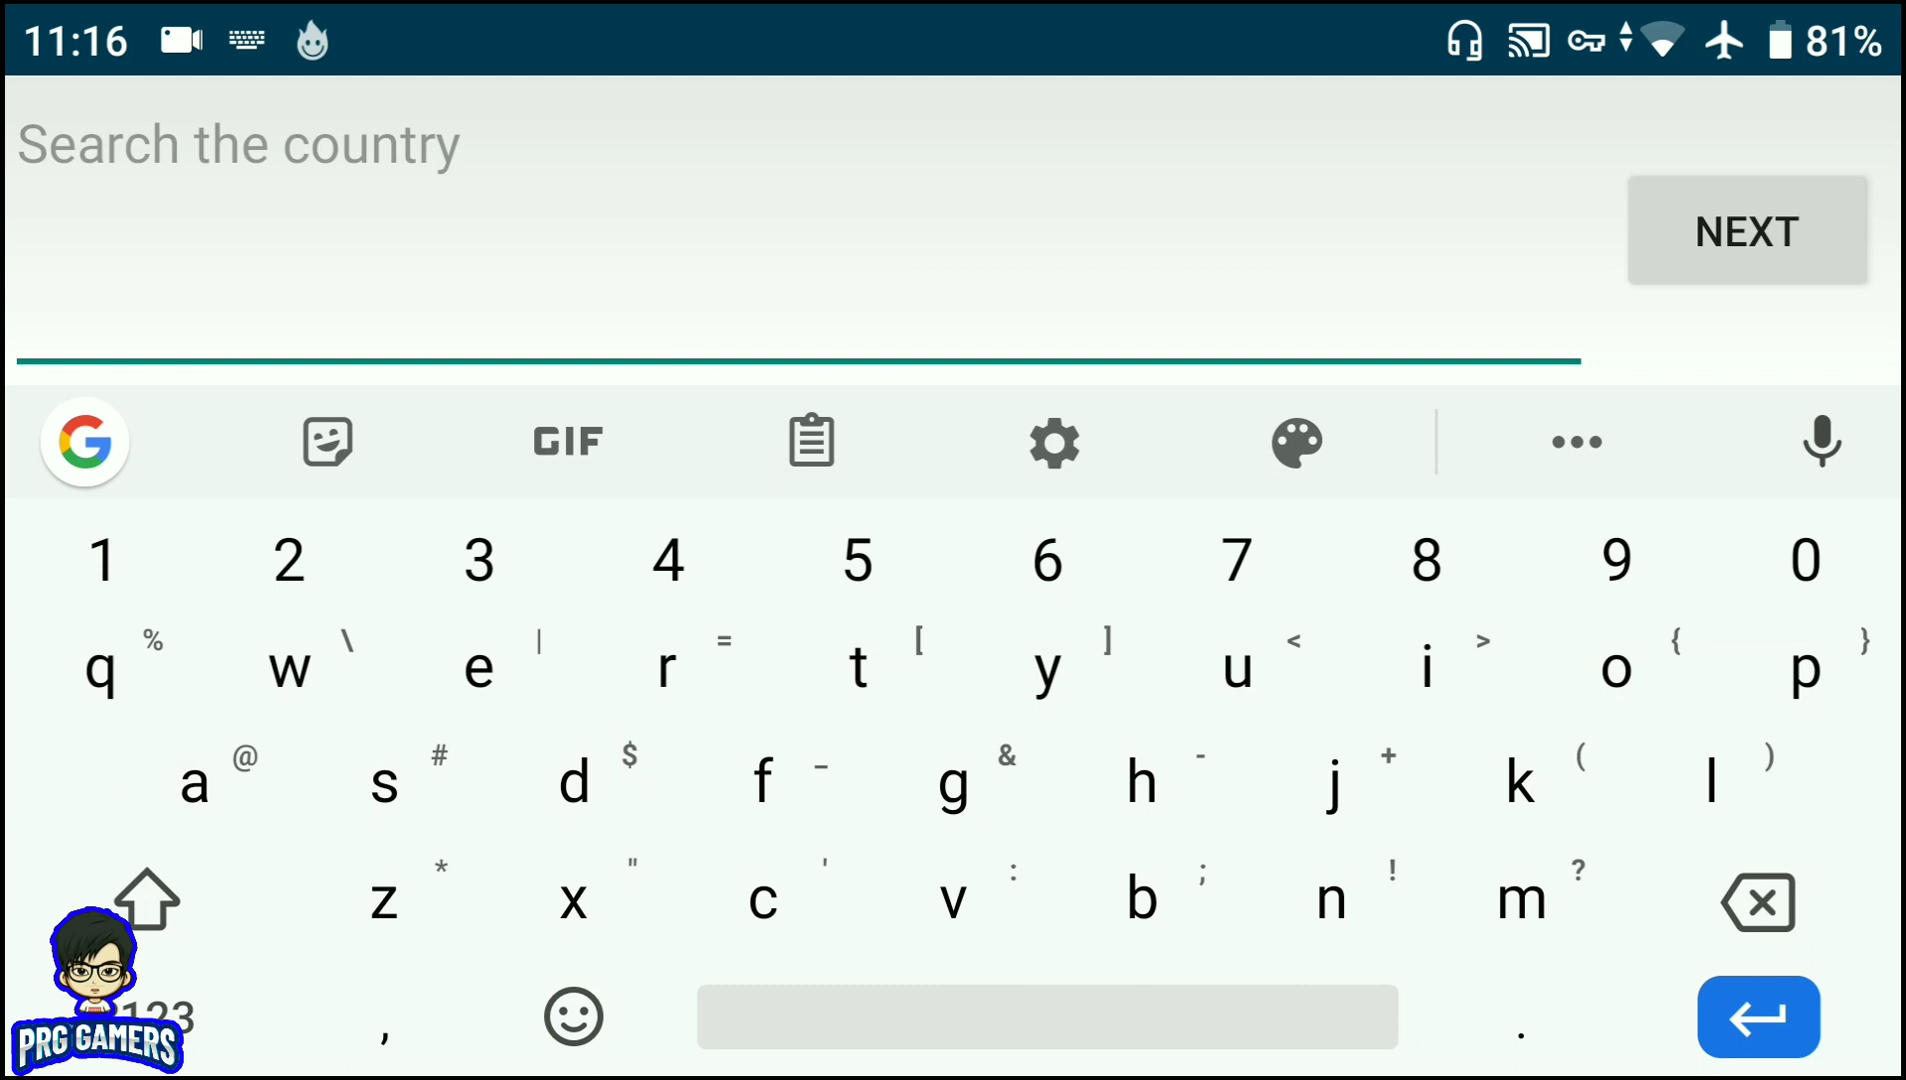 11:16 81%
Search the country
NEXT
G GIF
1 2 3 4 5 6 7 8 9 0
% \ | = [ ] < > { }
q w e r t y u i o p
@ # $ _ & - + ( )
a s d f g h j k l
* " ' : ; ! ?
z x c v b n m
123 , .
PRG GAMERS